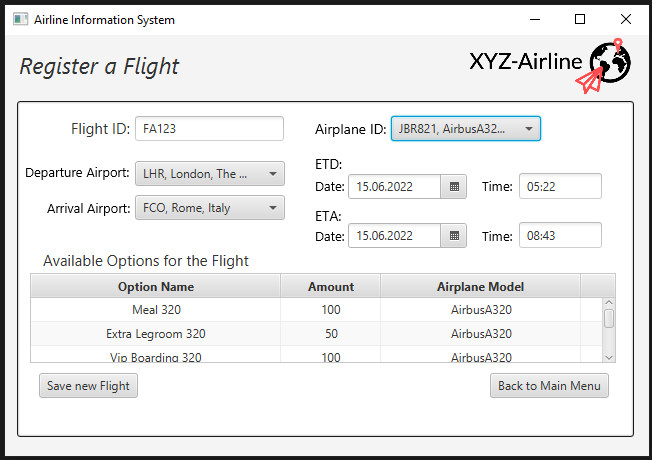 Airline Information System
Register a Flight
XYZ-Airline
Flight ID: FA123
Airplane ID: JBR821, AirbusA32...
Departure Airport: LHR, London, The ...
Arrival Airport: FCO, Rome, Italy
ETD:
Date: 15.06.2022 Time: 05:22
ETA:
Date: 15.06.2022 Time: 08:43
Available Options for the Flight
Option Name Amount Airplane Model
Meal 320 100 AirbusA320
Extra Legroom 320 50 AirbusA320
Vip Boarding 320 100 AirbusA320
Save new Flight Back to Main Menu